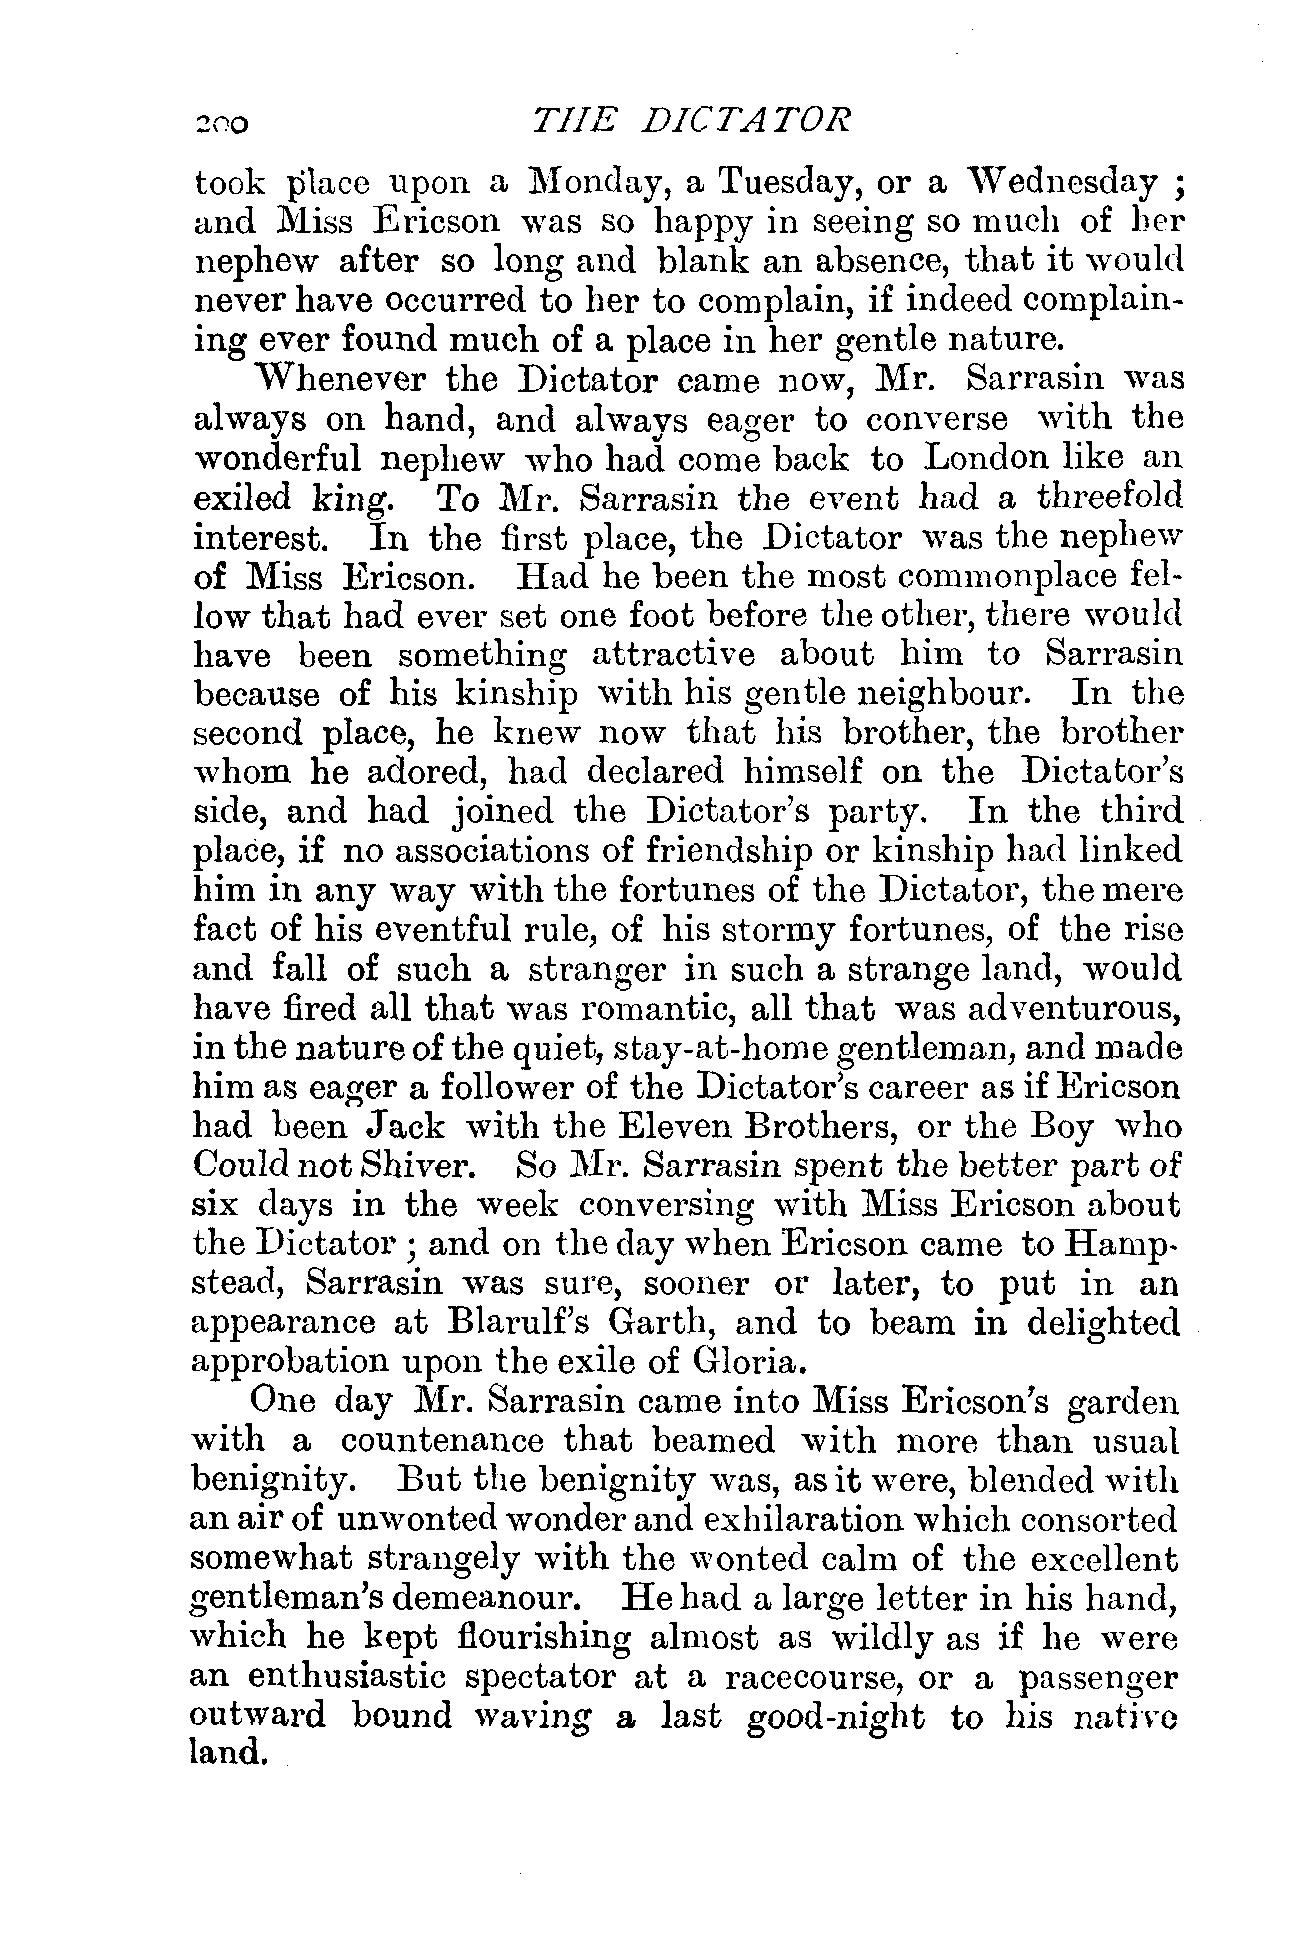 200 THE DICTATOR
took place upon a Monday, a Tuesday, or a Wednesday ;
and Miss Ericson was so happy in seeing so much of her
nephew after so long and blank an absence, that it would
never have occurred to her to complain, if indeed complain-
ing ever found much of a place in her gentle nature.
Whenever the Dictator came now, Mr. Sarrasin was
always on hand, and always eager to converse with the
wonderful nephew who had come back to London like an
exiled king. To Mr. Sarrasin the event had a threefold
interest. In the first place, the Dictator was the nephew
of Miss Ericson. Had he been the most commonplace fel-
low that had ever set one foot before the other, there would
have been something attractive about him to Sarrasin
because of his kinship with his gentle neighbour. In the
second place, he knew now that his brother, the brother
whom he adored, had declared himself on the Dictator's
side, and had joined the Dictator's party. In the third
place, if no associations of friendship or kinship had linked
him in any way with the fortunes of the Dictator, the mere
fact of his eventful rule, of his stormy fortunes, of the rise
and fall of such a stranger in such a strange land, would
have fired all that was romantic, all that was adventurous,
in the nature of the quiet, stay-at-home gentleman, and made
him as eager a follower of the Dictator's career as if Ericson
had been Jack with the Eleven Brothers, or the Boy who
Could not Shiver. So Mr. Sarrasin spent the better part of
six days in the week conversing with Miss Ericson about
the Dictator ; and on the day when Ericson came to Hamp-
stead, Sarrasin was sure, sooner or later, to put in an
appearance at Blarulf's Garth, and to beam in delighted
approbation upon the exile of Gloria.
One day Mr. Sarrasin came into Miss Ericson's garden
with a countenance that beamed with more than usual
benignity. But the benignity was, as it were, blended with
an air of unwonted wonder and exhilaration which consorted
somewhat strangely with the wonted calm of the excellent
gentleman's demeanour. He had a large letter in his hand,
which he kept flourishing almost as wildly as if he were
an enthusiastic spectator at a racecourse, or a passenger
outward bound waving a last good-night to his native
land.